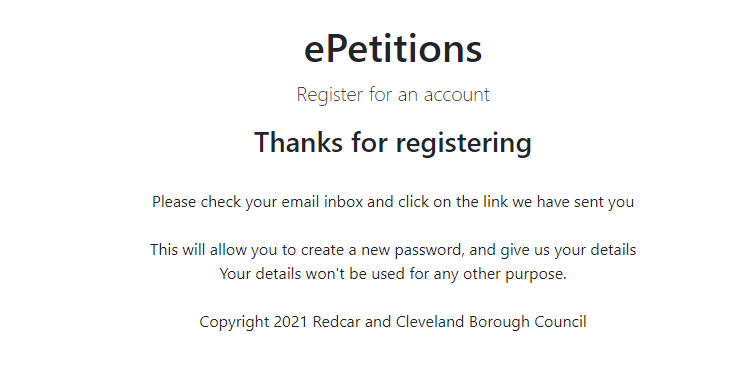 ePetitions
Register for an account
Thanks for registering
Please check your email inbox and click on the link we have sent you
This will allow you to create a new password, and give us your details
Your details won't be used for any other purpose.
Copyright 2021 Redcar and Cleveland Borough Council